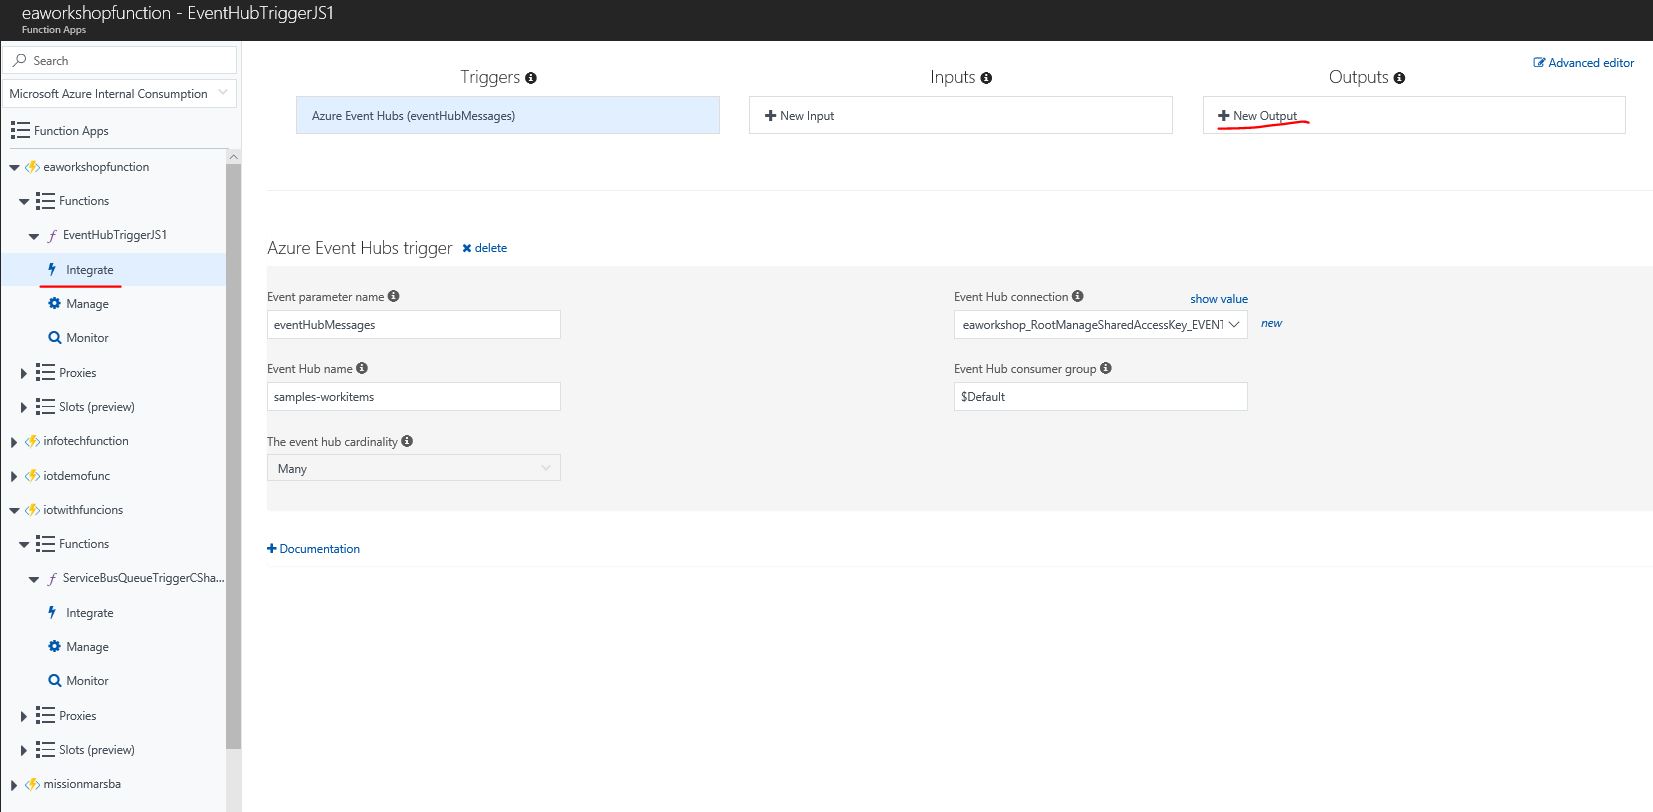 eaworkshopfunction - EventHubTriggerJS1
Function Apps
Search
Microsoft Azure Internal Consumption
Function Apps
eaworkshopfunction
Functions
EventHubTriggerJS1
Integrate
Manage
Monitor
Proxies
Slots (preview)
infotechfunction
iotdemofunc
iotwithfuncions
Functions
ServiceBusQueueTriggerCSha...
Integrate
Manage
Monitor
Proxies
Slots (preview)
missionmarsba
Advanced editor
Triggers
Inputs
Outputs
Azure Event Hubs (eventHubMessages)
New Input
New Output
Azure Event Hubs trigger
delete
Event parameter name
eventHubMessages
Event Hub connection
show value
eaworkshop_RootManageSharedAccessKey_EVENT
new
Event Hub name
samples-workitems
Event Hub consumer group
$Default
The event hub cardinality
Many
Documentation